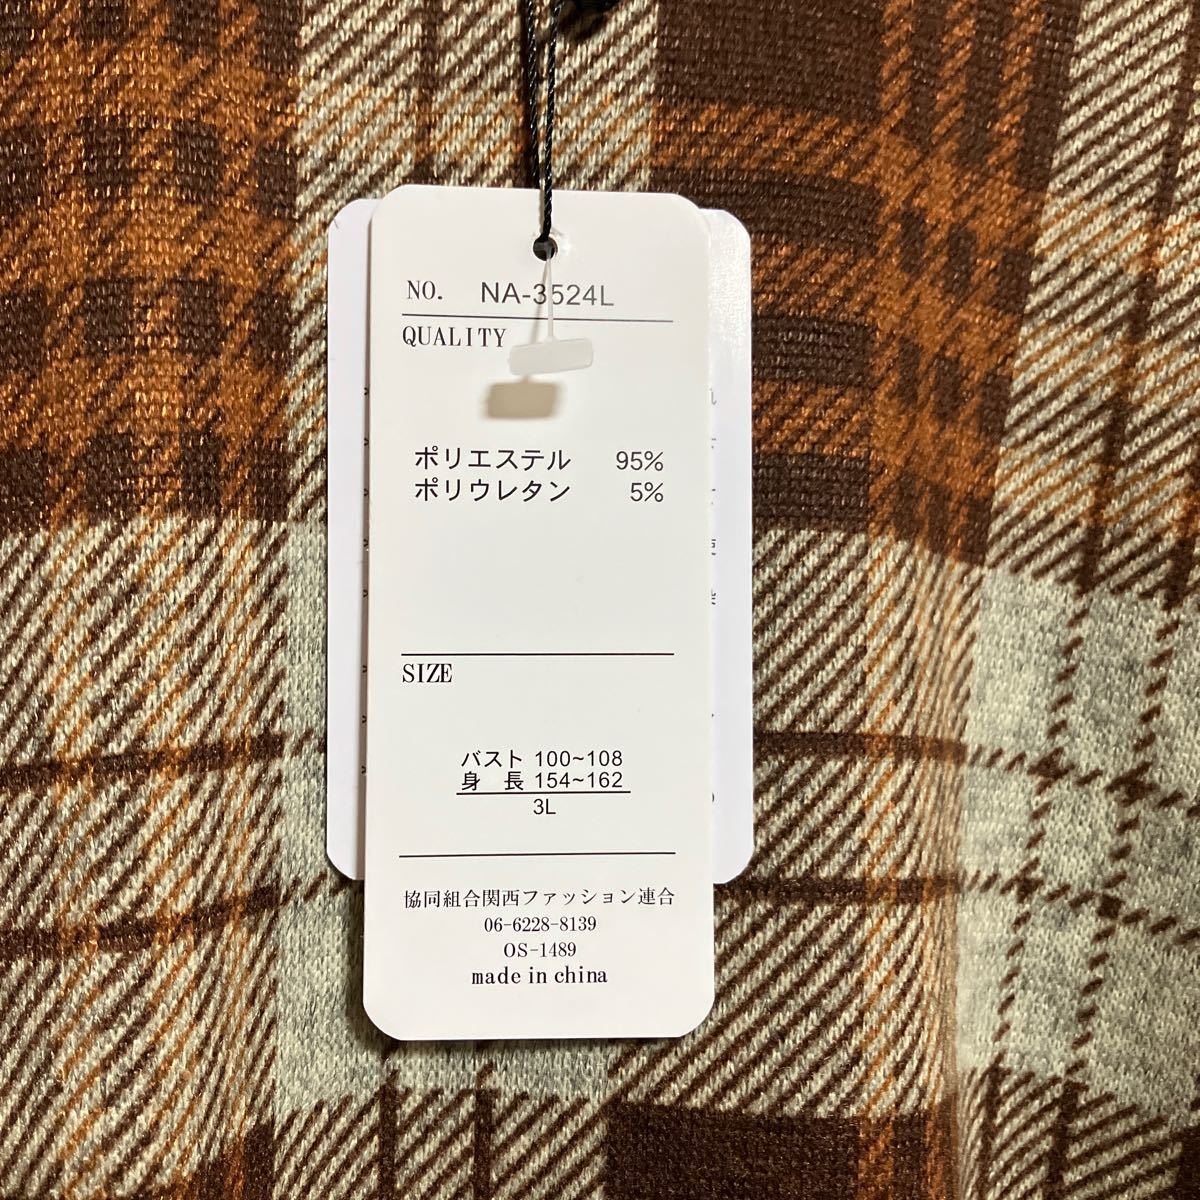 NO. NA-3524L
QUALITY
ポリエステル 95%
ポリウレタン 5%
SIZE
バスト 100~108
身 長 154~162
3L
協同組合関西ファッション連合
06-6228-8139
OS-1489
made in china